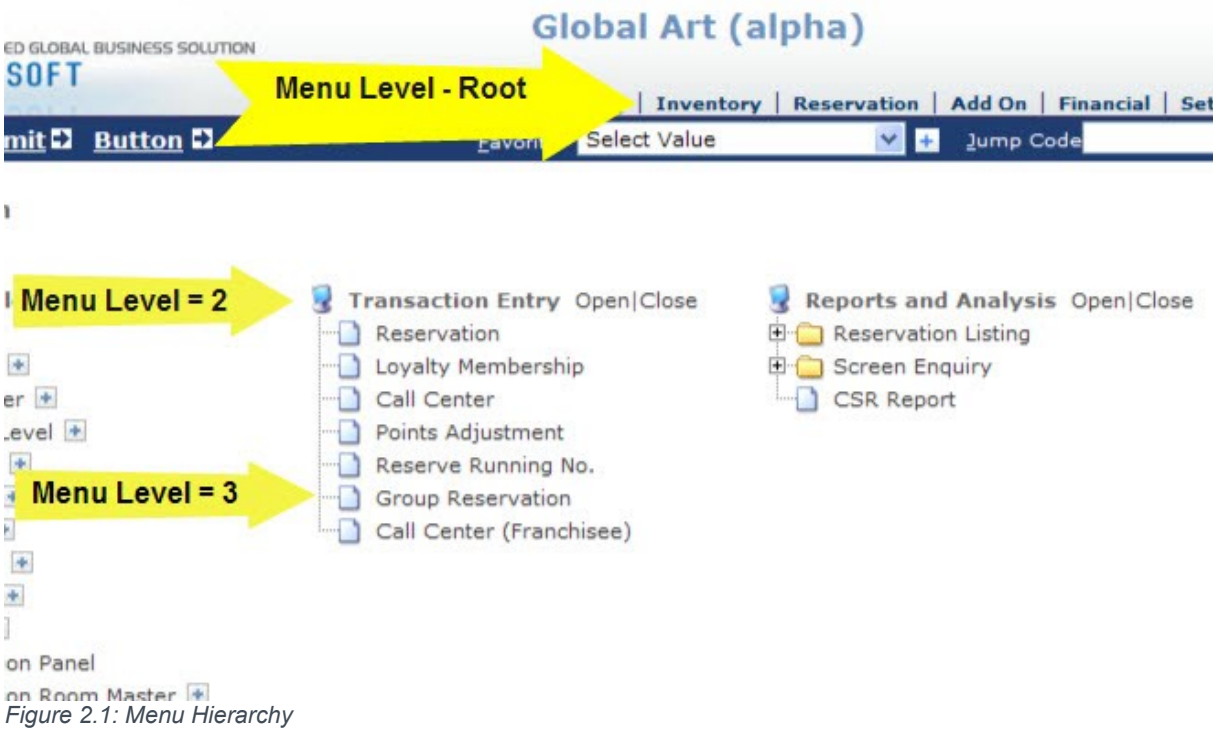 Global Art (alpha)
ED GLOBAL BUSINESS SOLUTION
SOFT
Menu Level - Root
| Inventory | Reservation | Add On | Financial | Set
mit Button
Favori Select Value
Jump Code
Menu Level = 2
Transaction Entry Open|Close
Reservation
Loyalty Membership
Call Center
Points Adjustment
Reserve Running No.
Group Reservation
Call Center (Franchisee)
Menu Level = 3
Reports and Analysis Open|Close
Reservation Listing
Screen Enquiry
CSR Report
er
Level
on Panel
on Room Master
Figure 2.1: Menu Hierarchy